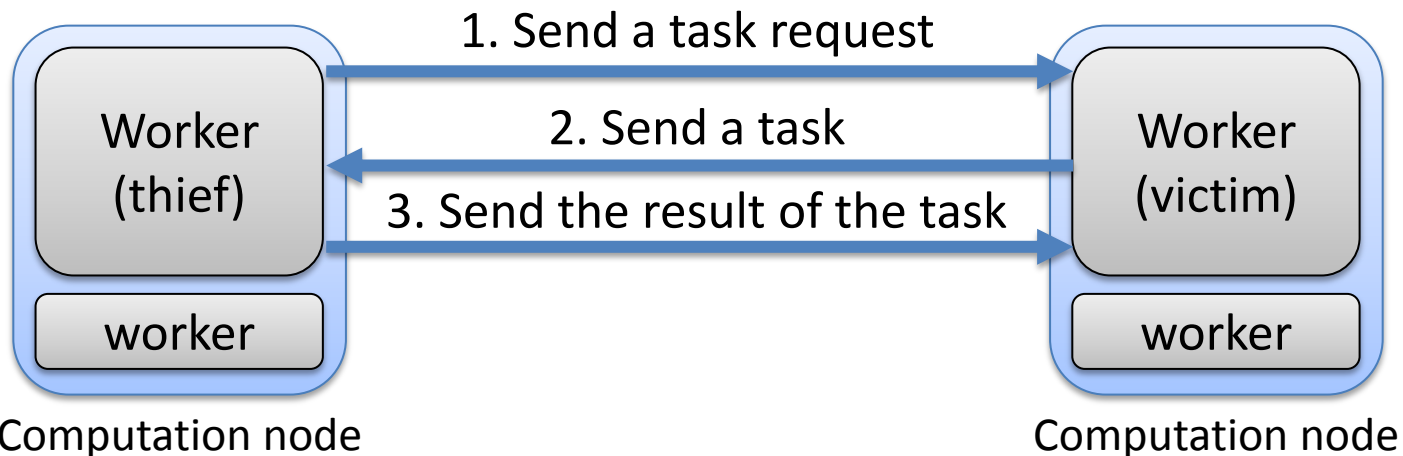 1. Send a task request
Worker
(thief)
2. Send a task
Worker
(victim)
3. Send the result of the task
worker
worker
Computation node
Computation node